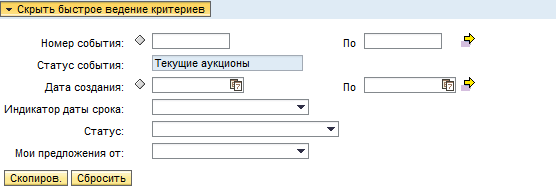 Скрыть быстрое ведение критериев
Номер события: По
Статус события: Текущие аукционы
Дата создания: По
Индикатор даты срока:
Статус:
Мои предложения от:
Скопиров. Сбросить